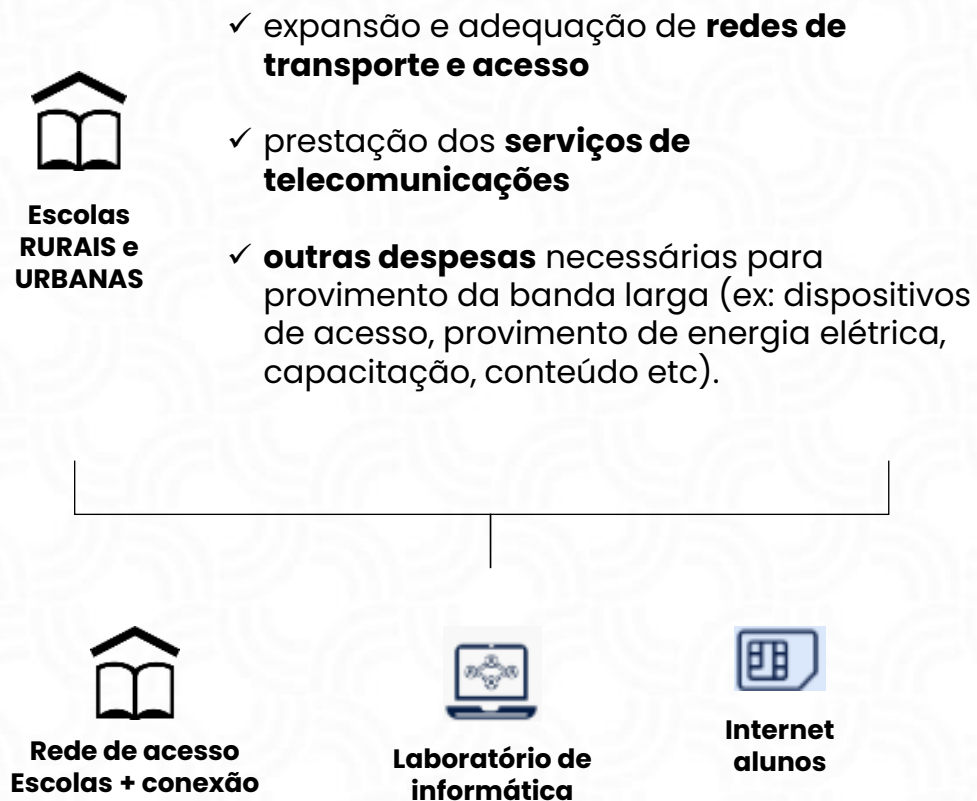 ✓ expansão e adequação de redes de
transporte e acesso
✓ prestação dos serviços de
telecomunicações
Escolas
RURAIS e
URBANAS
✓ outras despesas necessárias para
provimento da banda larga (ex: dispositivos
de acesso, provimento de energia elétrica,
capacitação, conteúdo etc).
Rede de acesso
Escolas + conexão
Laboratório de
informática
Internet
alunos